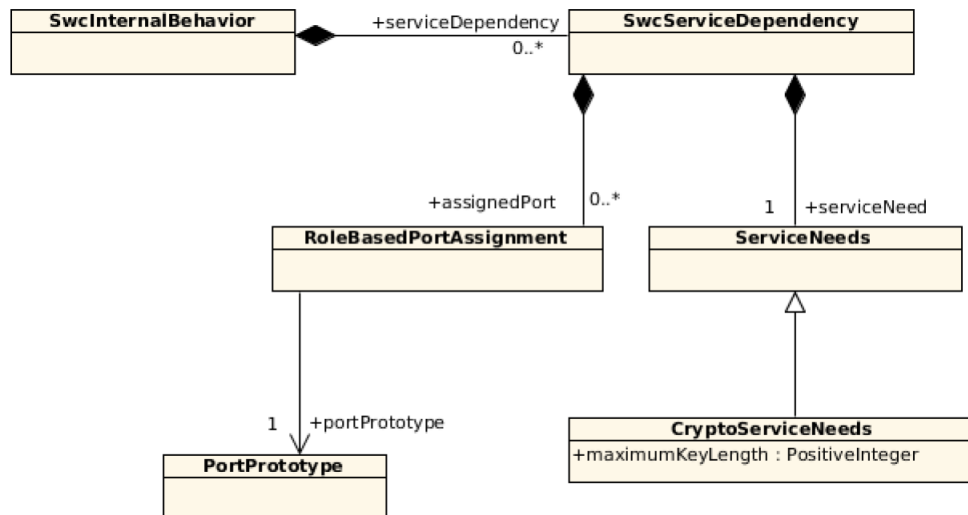 SwcInternalBehavior
+serviceDependency
0..*
SwcServiceDependency
+assignedPort
0..*
1
+serviceNeed
RoleBasedPortAssignment
ServiceNeeds
1
+portPrototype
CryptoServiceNeeds
+maximumKeyLength : PositiveInteger
PortPrototype